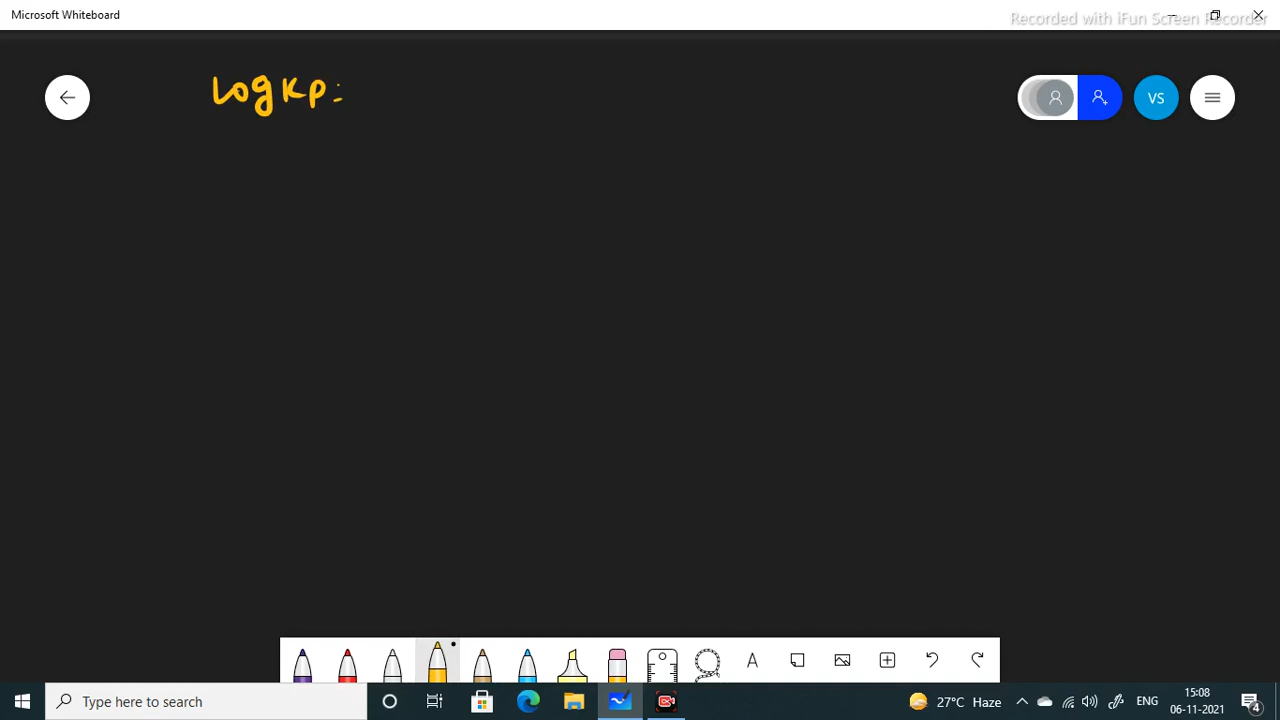 Microsoft Whiteboard
Recorded with iFun Screen Recorder
log Kp =
VS
A
Type here to search
27°C Haze
ENG
15:08
06-11-2021
4